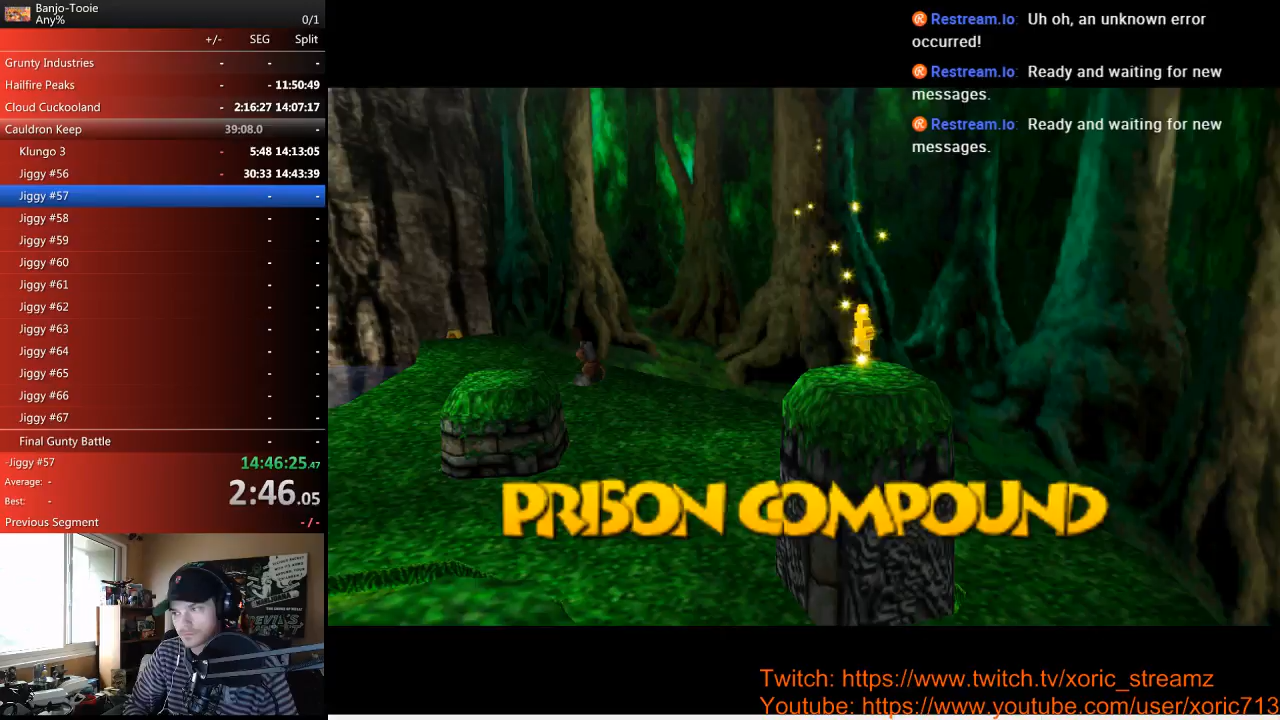 Banjo-Tooie
Any%
0/1
+/- SEG Split
Grunty Industries - - -
Hailfire Peaks - - 11:50:49
Cloud Cuckooland - 2:16:27 14:07:17
Cauldron Keep 39:08.0 -
Klungo 3 - 5:48 14:13:05
Jiggy #56 - 30:33 14:43:39
Jiggy #57 - -
Jiggy #58 - -
Jiggy #59 - -
Jiggy #60 - -
Jiggy #61 - -
Jiggy #62 - -
Jiggy #63 - -
Jiggy #64 - -
Jiggy #65 - -
Jiggy #66 - -
Jiggy #67 - -
Final Gunty Battle - -
-Jiggy #57 14:46:25.47
Average: -
Best: -
2:46.05
Previous Segment - / -
Restream.io: Uh oh, an unknown error
occurred!
Restream.io: Ready and waiting for new
messages.
Restream.io: Ready and waiting for new
messages.
PRISON COMPOUND
DEVIL'S
Twitch: https://www.twitch.tv/xoric_streamz
Youtube: https://www.youtube.com/user/xoric713